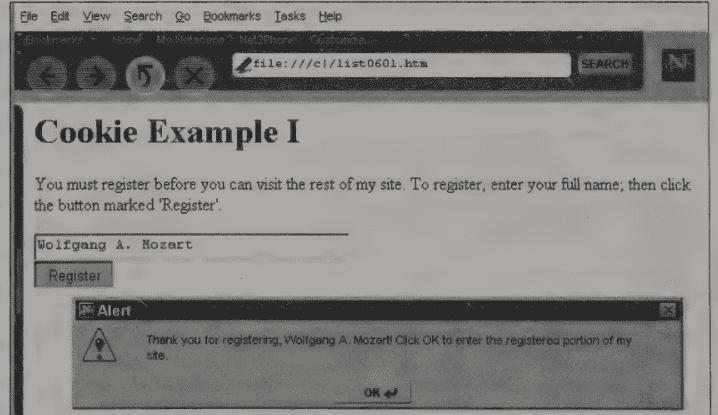 File Edit View Search Go Bookmarks Tasks Help
Bookmarks Home My Netscape Net2Phone Customize...
file:///c|/list0601.htm SEARCH N
Cookie Example I
You must register before you can visit the rest of my site. To register, enter your full name; then click
the button marked 'Register'.
Wolfgang A. Mozart
Register
Alert
Thank you for registering, Wolfgang A. Mozart! Click OK to enter the registered portion of my
site.
OK